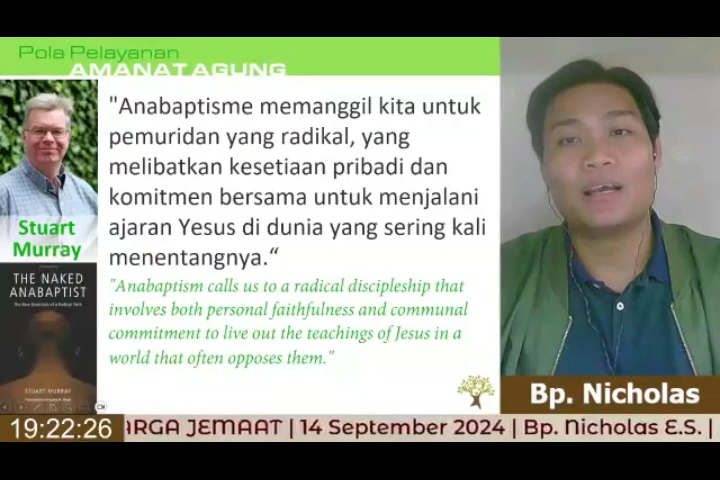 Pola Pelayanan
AMANAT AGUNG
"Anabaptisme memanggil kita untuk
pemuridan yang radikal, yang
melibatkan kesetiaan pribadi dan
komitmen bersama untuk menjalani
ajaran Yesus di dunia yang sering kali
menentangnya.“
"Anabaptism calls us to a radical discipleship that
involves both personal faithfulness and communal
commitment to live out the teachings of Jesus in a
world that often opposes them."
Stuart
Murray
THE NAKED
ANABAPTIST
STUART MURRAY
Bp. Nicholas
19:22:26
ARGA JEMAAT | 14 September 2024 | Bp. Nicholas E.S. |